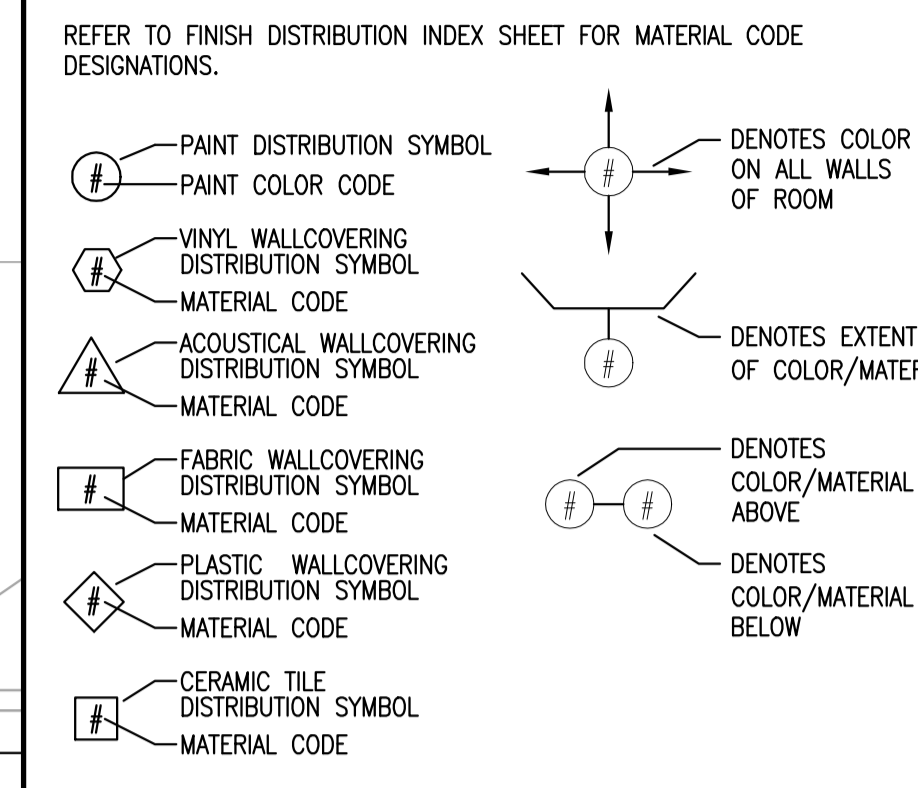 REFER TO FINISH DISTRIBUTION INDEX SHEET FOR MATERIAL CODE
DESIGNATIONS.
#
PAINT DISTRIBUTION SYMBOL
PAINT COLOR CODE
#
VINYL WALLCOVERING
DISTRIBUTION SYMBOL
MATERIAL CODE
#
ACOUSTICAL WALLCOVERING
DISTRIBUTION SYMBOL
MATERIAL CODE
#
FABRIC WALLCOVERING
DISTRIBUTION SYMBOL
MATERIAL CODE
#
PLASTIC WALLCOVERING
DISTRIBUTION SYMBOL
MATERIAL CODE
#
CERAMIC TILE
DISTRIBUTION SYMBOL
MATERIAL CODE
#
DENOTES COLOR
ON ALL WALLS
OF ROOM
#
DENOTES EXTENT
OF COLOR/
# #
DENOTES
COLOR/MATERIAL
ABOVE
DENOTES
COLOR/MATERIAL
BELOW